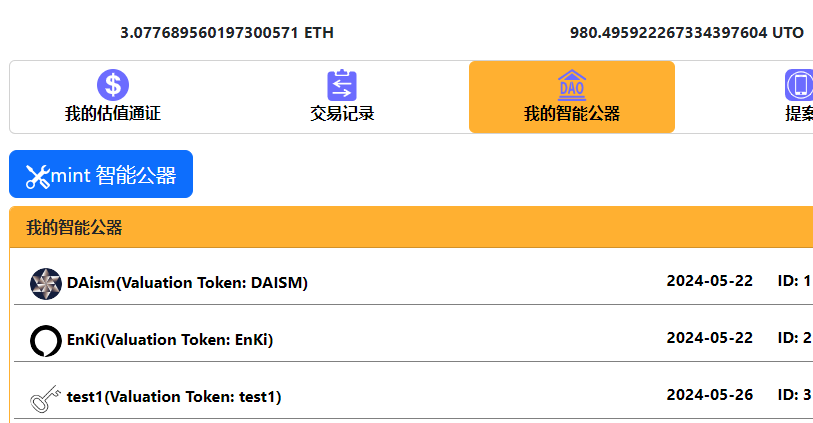 3.077689560197300571 ETH 980.495922267334397604 UTO
我的估值通证 交易记录 DAO 我的智能公器 提案
mint 智能公器
我的智能公器
DAism(Valuation Token: DAISM) 2024-05-22 ID: 1
EnKi(Valuation Token: EnKi) 2024-05-22 ID: 2
test1(Valuation Token: test1) 2024-05-26 ID: 3